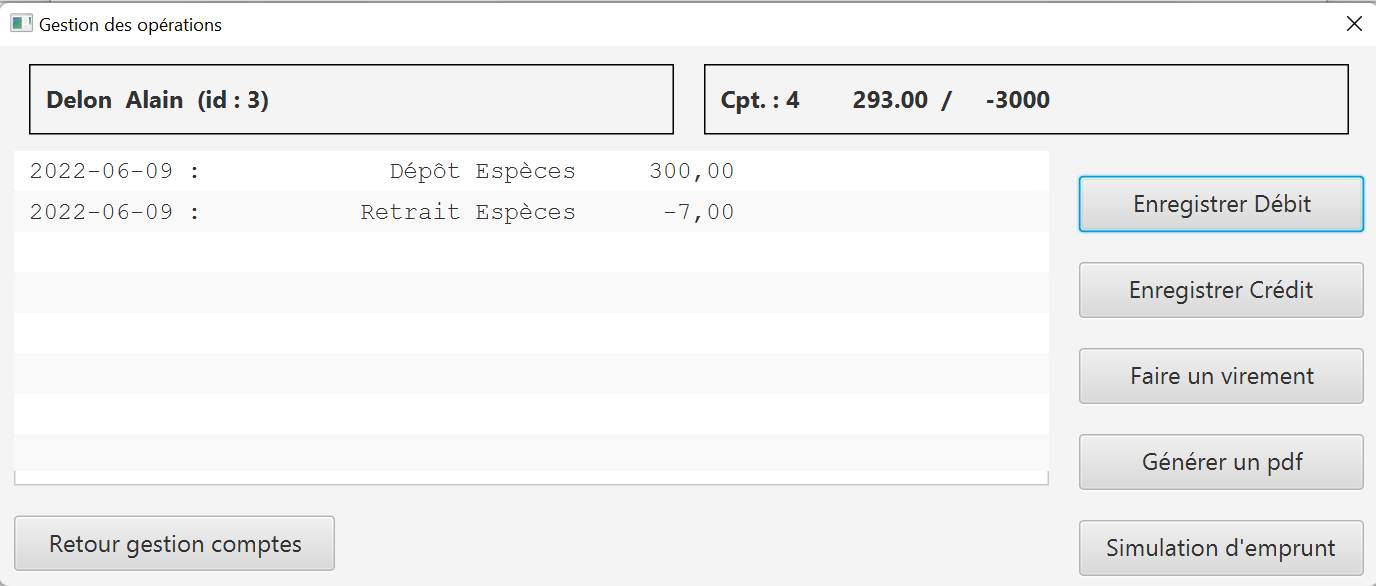 Gestion des opérations
Delon Alain (id : 3)
Cpt. : 4 293.00 / -3000
2022-06-09 : Dépôt Espèces 300,00
2022-06-09 : Retrait Espèces -7,00
Enregistrer Débit
Enregistrer Crédit
Faire un virement
Générer un pdf
Simulation d'emprunt
Retour gestion comptes